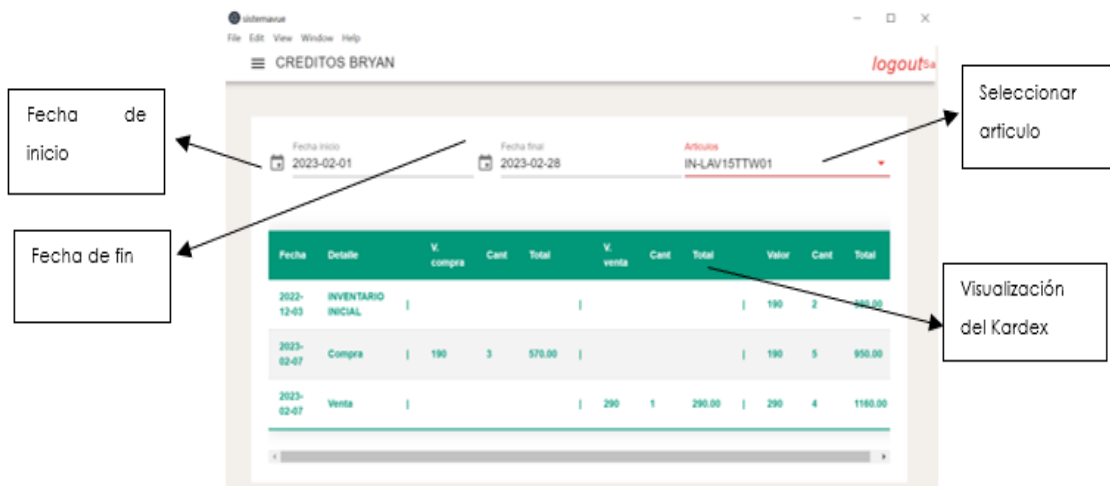 sistemavue
File Edit View Window Help
CREDITOS BRYAN
logout Sa
Fecha de
inicio
Seleccionar
articulo
Fecha inicio
2023-02-01
Fecha final
2023-02-28
Artículos
IN-LAV15TTW01
Fecha de fin
Fecha Detalle V. compra Cant Total V. venta Cant Total Valor Cant Total
2022-12-03 INVENTARIO INICIAL | | | 190 2
2023-02-07 Compra | 190 3 570.00 | | 190 5 950.00
2023-02-07 Venta | | 290 1 290.00 | 290 4 1160.00
Visualización
del Kardex